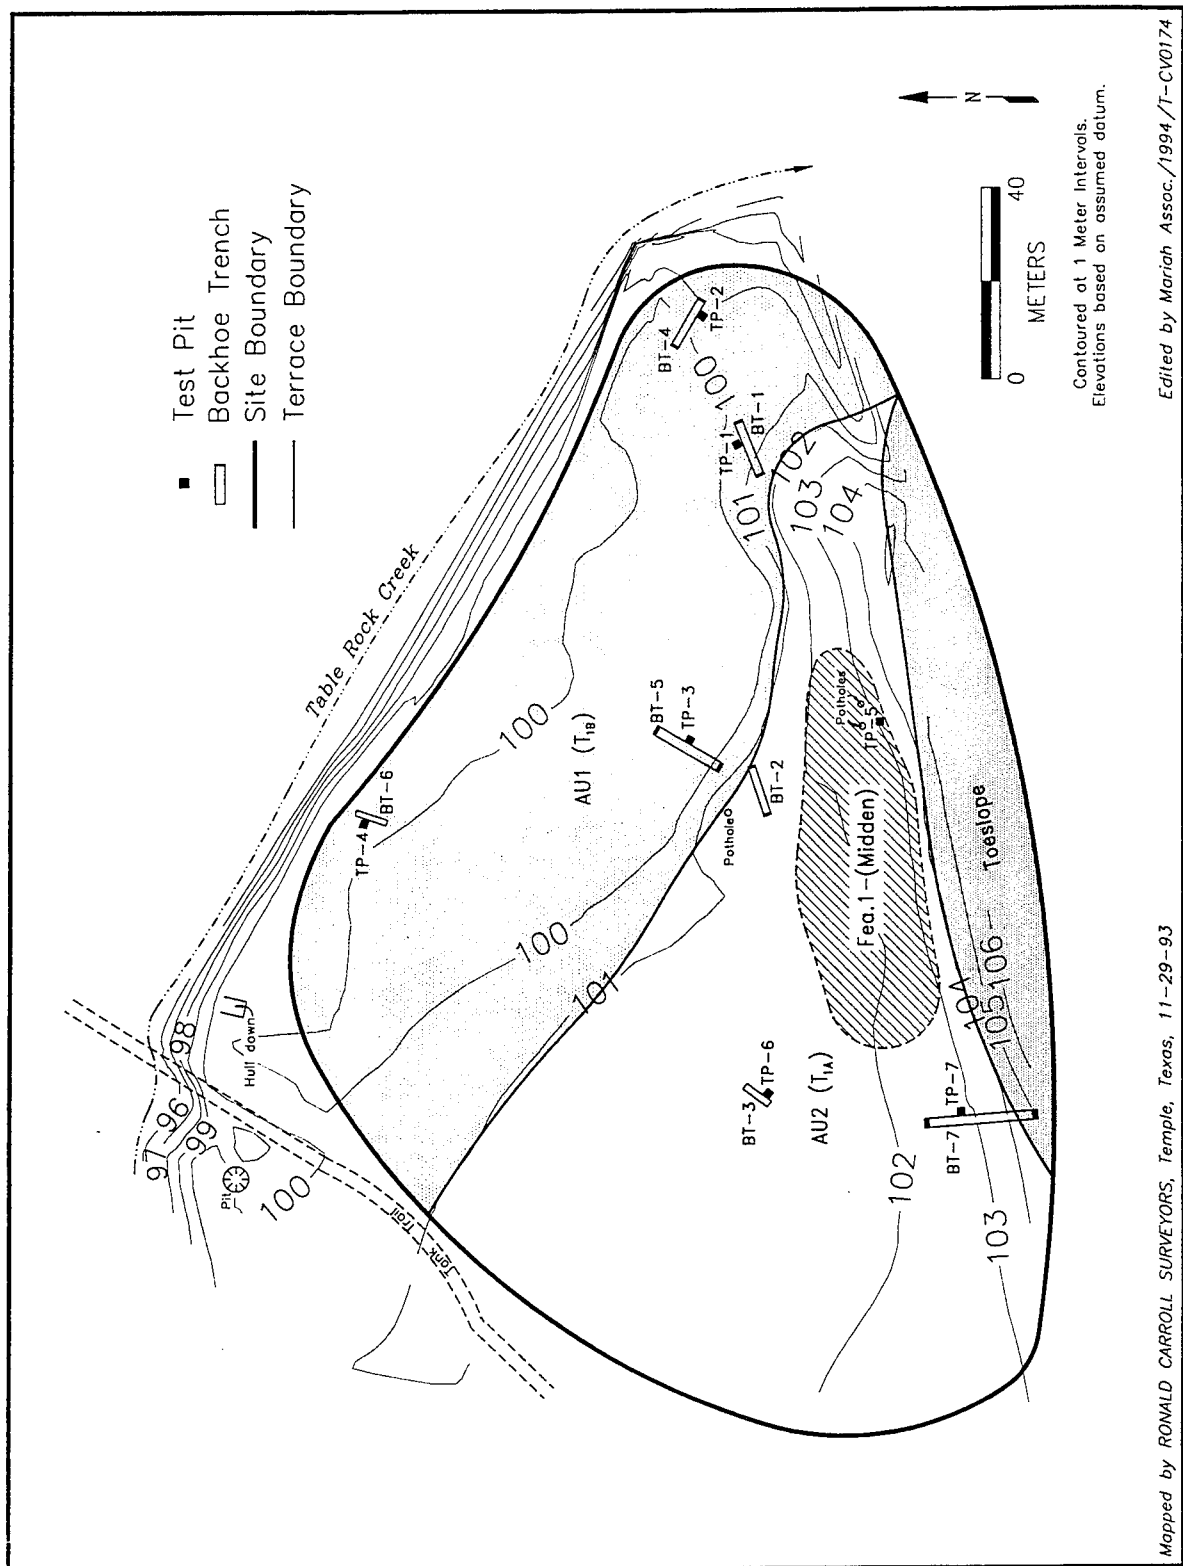 Test Pit
Backhoe Trench
Site Boundary
Terrace Boundary
Table Rock Creek
97
96
98
99
Pit
Hull down
100
Tank Trail
TP-4
BT-6
100
AU1 (T1B)
BT-5
TP-3
100
101
BT-4
TP-2
100
TP-1
BT-1
101
102
103
104
Pothole
BT-2
Potholes
TP-5
Fea.1-(Midden)
BT-3
TP-6
AU2 (T1A)
102
103
BT-7
TP-7
104
105
106
Toeslope
N
0
40
METERS
Contoured at 1 Meter Intervals.
Elevations based on assumed datum.
Mapped by RONALD CARROLL SURVEYORS, Temple, Texas, 11-29-93
Edited by Mariah Assoc./1994/T-CV0174